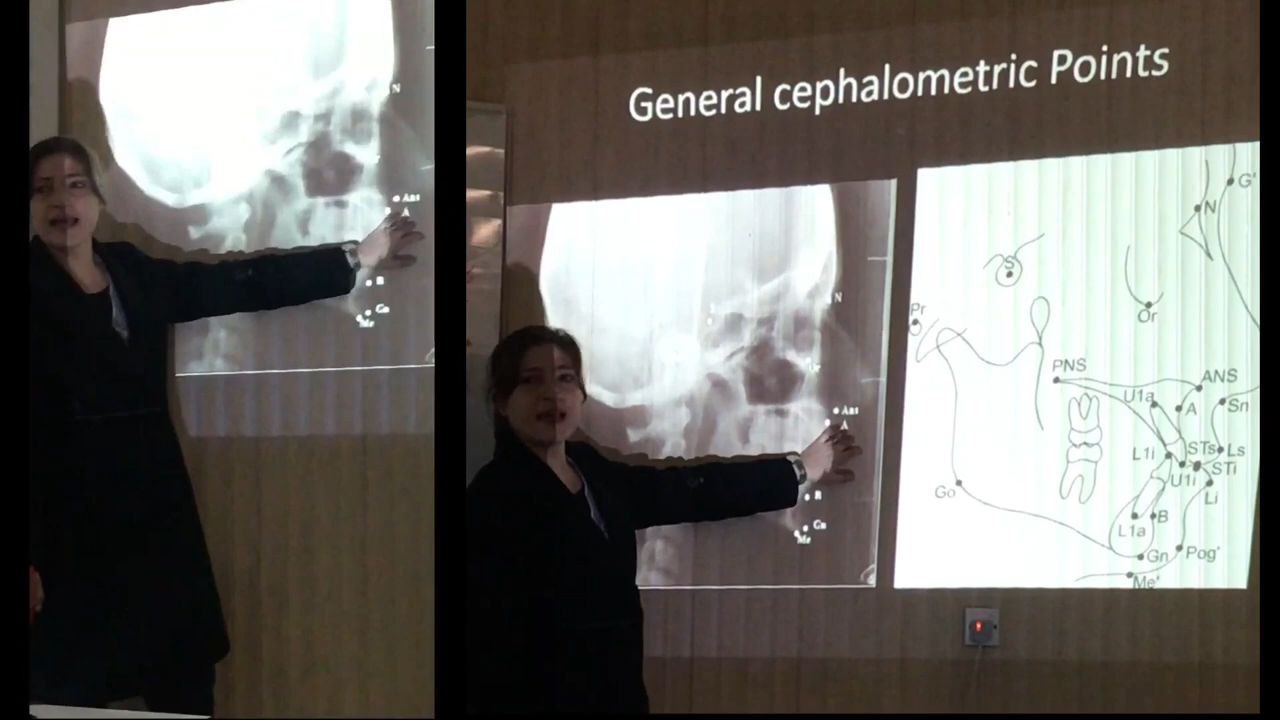 N
Ans
A
B
Gn
Me
General cephalometric Points
N
Or
Ans
A
B
Gn
Me
G'
N
S
Or
Pr
PNS
ANS
U1a
A
Sn
L1i
STs
Ls
STi
U1i
Li
Go
L1a
B
Gn
Pog'
Me'